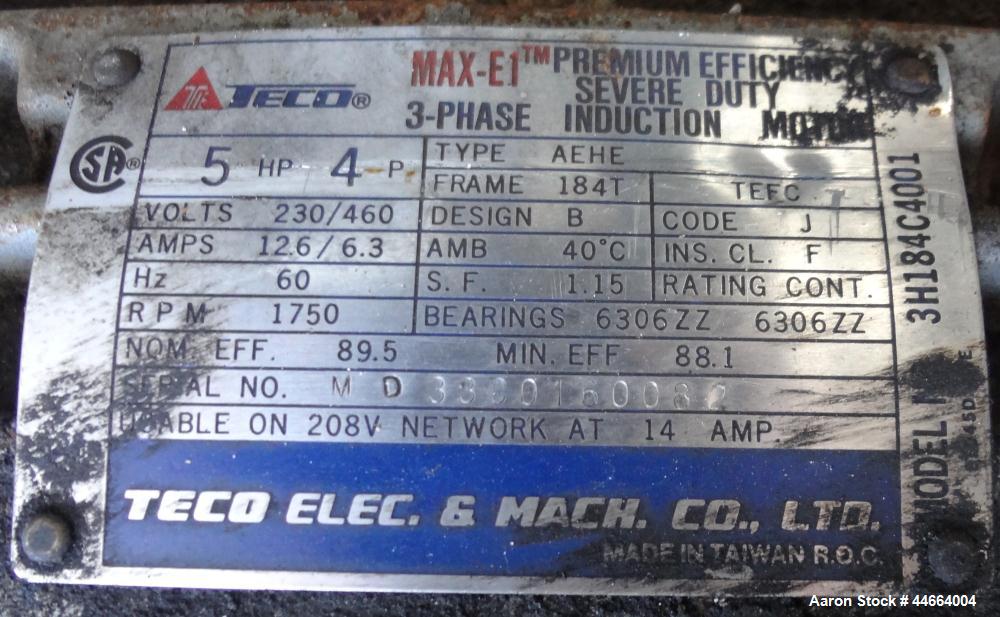 TECO®
MAX-E1™ PREMIUM EFFICIENCY
SEVERE DUTY
3-PHASE INDUCTION MOTOR
SA®
5 HP 4-P
TYPE AEHE
FRAME 184T TEFC
VOLTS 230/460 DESIGN B CODE J
AMPS 12.6/6.3 AMB 40°C INS. CL. F
Hz 60 S. F. 1.15 RATING CONT.
RPM 1750 BEARINGS 6306ZZ 6306ZZ
NOM. EFF. 89.5 MIN. EFF 88.1
SERIAL NO. MD
USABLE ON 208V NETWORK AT 14 AMP.
TECO ELEC. & MACH. CO., LTD.
MADE IN TAIWAN R.O.C.
MODEL 3H184C4001
Aaron Stock # 44664004